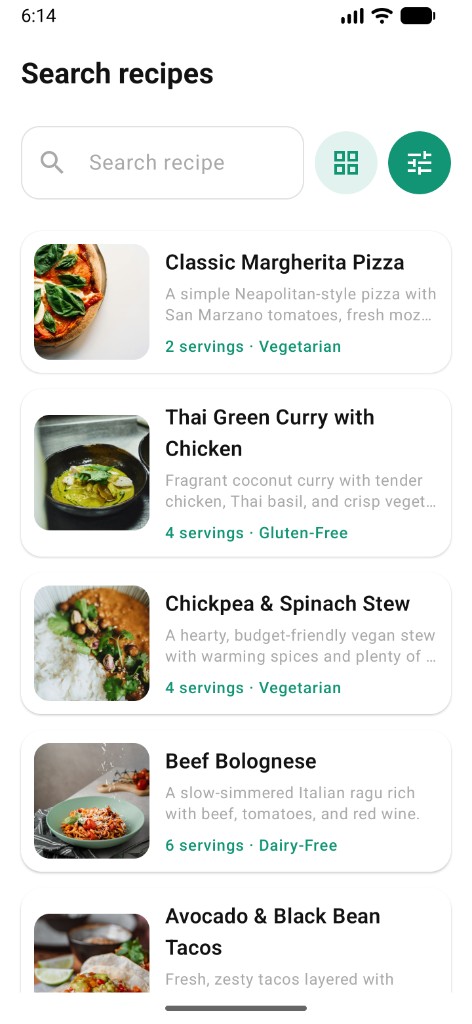 6:14
Search recipes
Search recipe
Classic Margherita Pizza
A simple Neapolitan-style pizza with
San Marzano tomatoes, fresh moz…
2 servings · Vegetarian
Thai Green Curry with
Chicken
Fragrant coconut curry with tender
chicken, Thai basil, and crisp veget…
4 servings · Gluten-Free
Chickpea & Spinach Stew
A hearty, budget-friendly vegan stew
with warming spices and plenty of …
4 servings · Vegetarian
Beef Bolognese
A slow-simmered Italian ragu rich
with beef, tomatoes, and red wine.
6 servings · Dairy-Free
Avocado & Black Bean
Tacos
Fresh, zesty tacos layered with